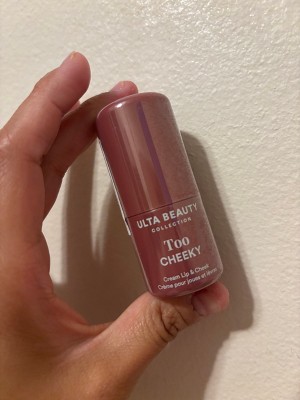 ULTA BEAUTY
COLLECTION
Too
CHEEKY
Cream Lip & Cheek
Crème pour joues et lèvres